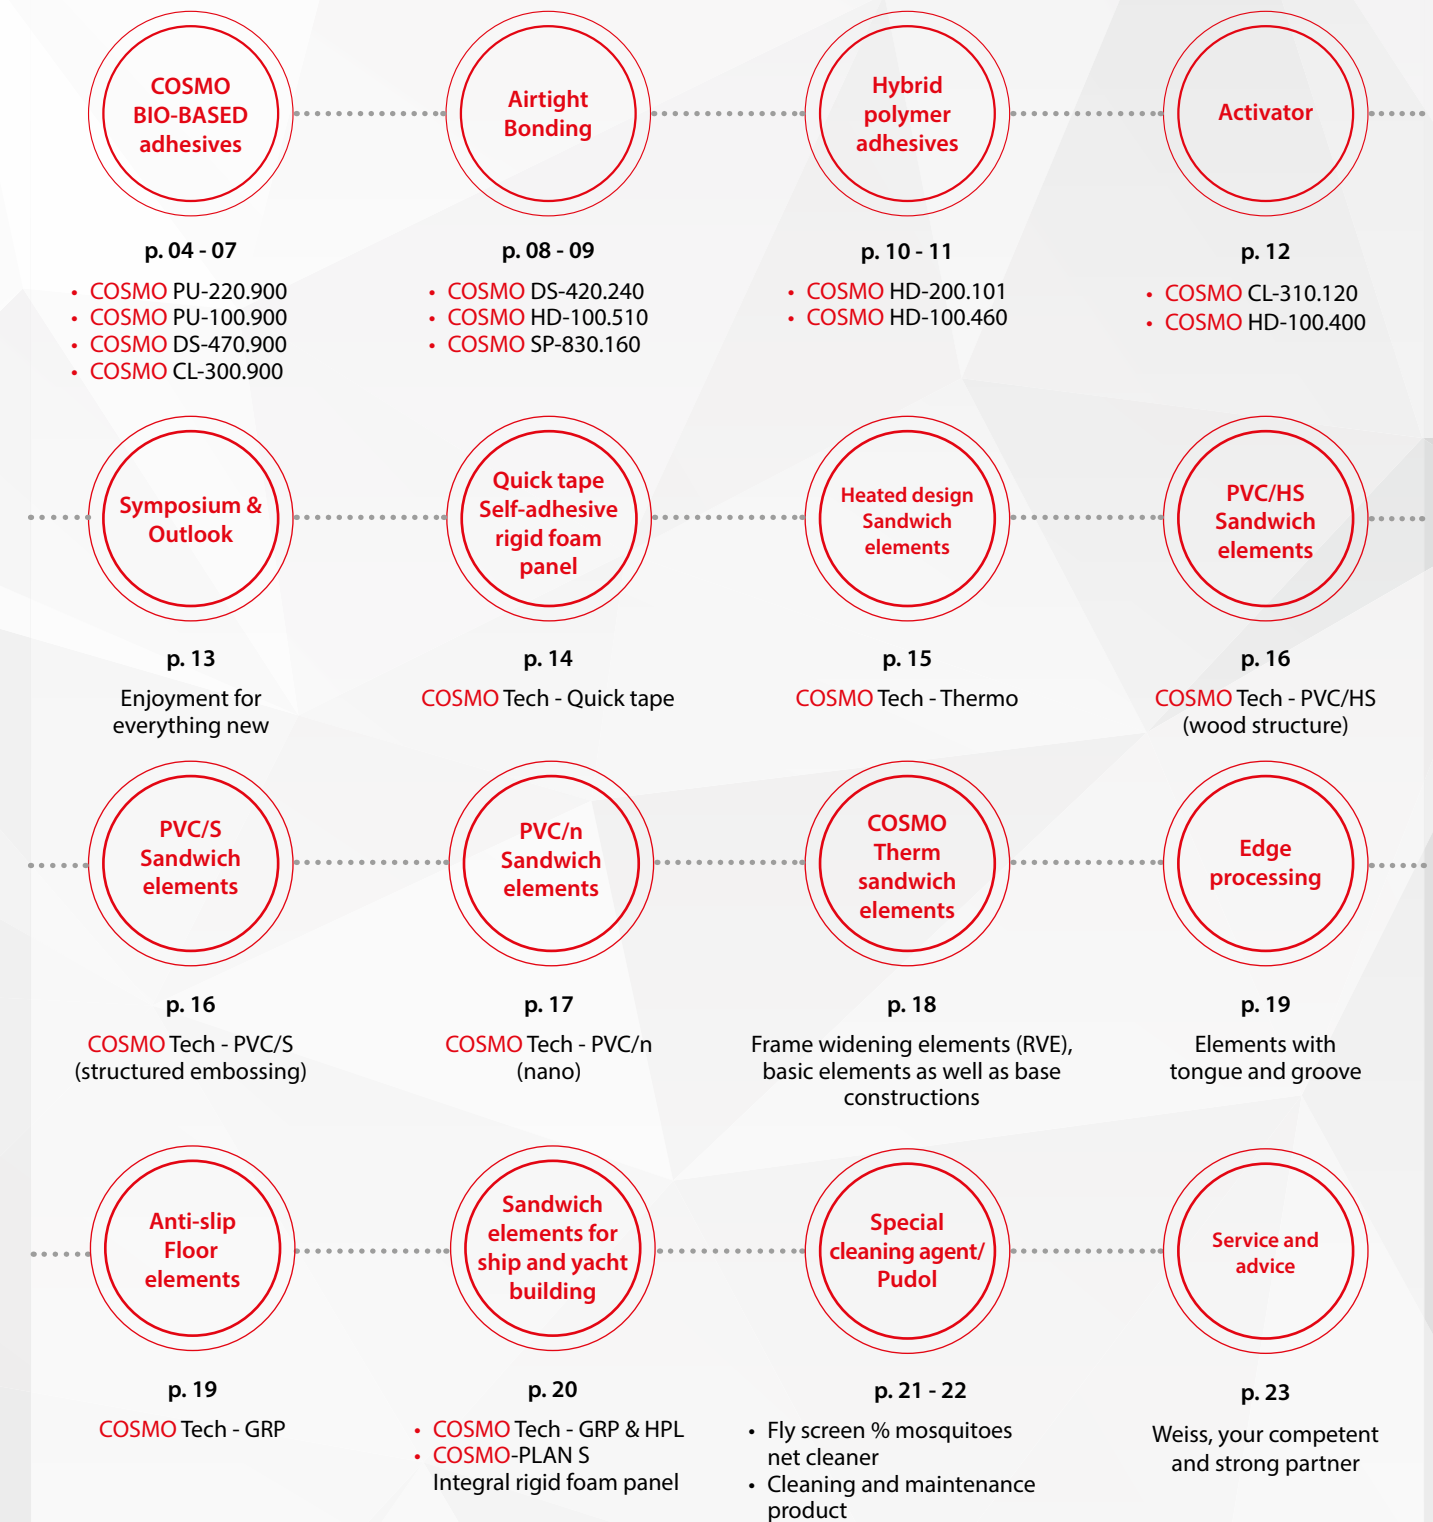 COSMO
BIO-BASED
adhesives
p. 04 - 07
• COSMO PU-220.900
• COSMO PU-100.900
• COSMO DS-470.900
• COSMO CL-300.900
Airtight
Bonding
p. 08 - 09
• COSMO DS-420.240
• COSMO HD-100.510
• COSMO SP-830.160
Hybrid
polymer
adhesives
p. 10 - 11
• COSMO HD-200.101
• COSMO HD-100.460
Activator
p. 12
• COSMO CL-310.120
• COSMO HD-100.400
Symposium &
Outlook
p. 13
Enjoyment for
everything new
Quick tape
Self-adhesive
rigid foam
panel
p. 14
COSMO Tech - Quick tape
Heated design
Sandwich
elements
p. 15
COSMO Tech - Thermo
PVC/HS
Sandwich
elements
p. 16
COSMO Tech - PVC/HS
(wood structure)
PVC/S
Sandwich
elements
p. 16
COSMO Tech - PVC/S
(structured embossing)
PVC/n
Sandwich
elements
p. 17
COSMO Tech - PVC/n
(nano)
COSMO
Therm
sandwich
elements
p. 18
Frame widening elements (RVE),
basic elements as well as base
constructions
Edge
processing
p. 19
Elements with
tongue and groove
Anti-slip
Floor
elements
p. 19
COSMO Tech - GRP
Sandwich
elements for
ship and yacht
building
p. 20
• COSMO Tech - GRP & HPL
• COSMO-PLAN S
Integral rigid foam panel
Special
cleaning agent/
Pudol
p. 21 - 22
• Fly screen % mosquitoes
net cleaner
• Cleaning and maintenance
product
Service and
advice
p. 23
Weiss, your competent
and strong partner